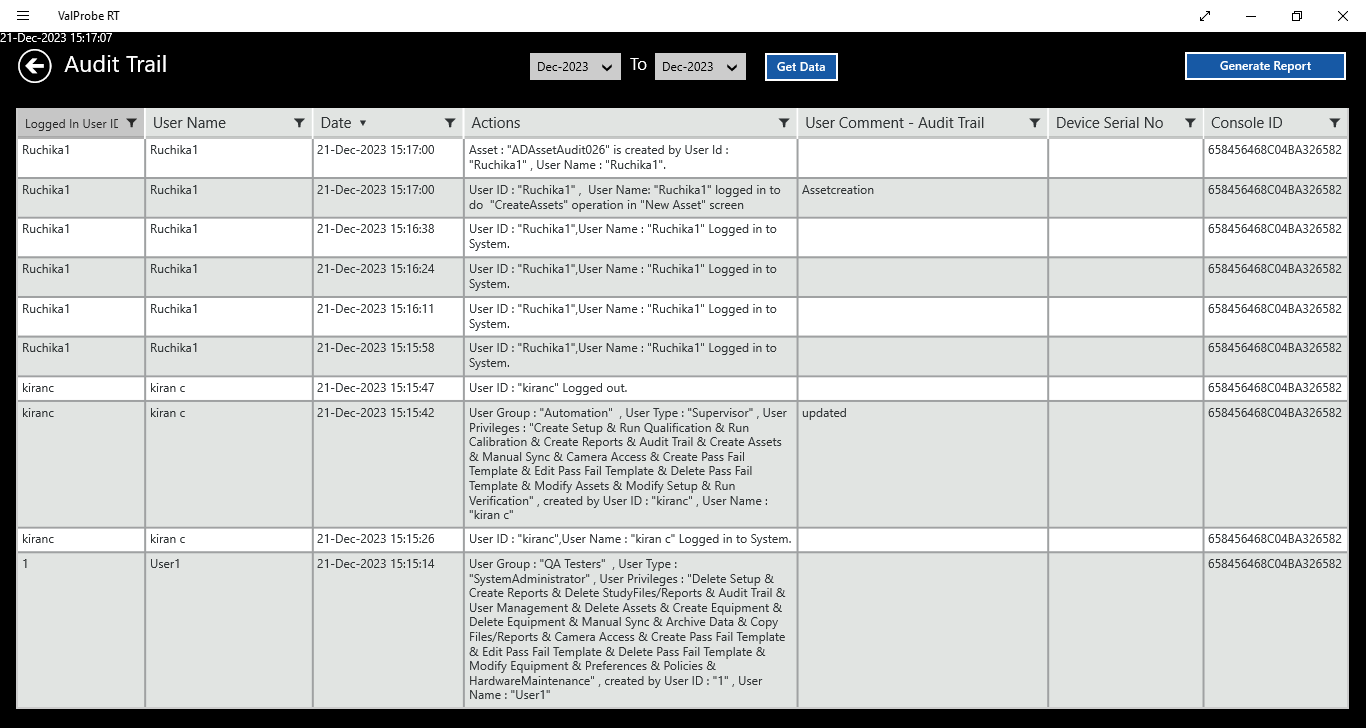 ValProbe RT
21-Dec-2023 15:17:07
Audit Trail
Dec-2023 To Dec-2023 Get Data Generate Report
Logged In User ID User Name Date Actions User Comment - Audit Trail Device Serial No Console ID
Ruchika1 Ruchika1 21-Dec-2023 15:17:00 Asset : "ADAssetAudit026" is created by User Id : 658456468C04BA326582
"Ruchika1" , User Name : "Ruchika1".
Ruchika1 Ruchika1 21-Dec-2023 15:17:00 User ID : "Ruchika1" , User Name: "Ruchika1" logged in to Assetcreation 658456468C04BA326582
do "CreateAssets" operation in "New Asset" screen
Ruchika1 Ruchika1 21-Dec-2023 15:16:38 User ID : "Ruchika1",User Name : "Ruchika1" Logged in to 658456468C04BA326582
System.
Ruchika1 Ruchika1 21-Dec-2023 15:16:24 User ID : "Ruchika1",User Name : "Ruchika1" Logged in to 658456468C04BA326582
System.
Ruchika1 Ruchika1 21-Dec-2023 15:16:11 User ID : "Ruchika1",User Name : "Ruchika1" Logged in to 658456468C04BA326582
System.
Ruchika1 Ruchika1 21-Dec-2023 15:15:58 User ID : "Ruchika1",User Name : "Ruchika1" Logged in to 658456468C04BA326582
System.
kiranc kiran c 21-Dec-2023 15:15:47 User ID : "kiranc" Logged out. 658456468C04BA326582
kiranc kiran c 21-Dec-2023 15:15:42 User Group : "Automation" , User Type : "Supervisor" , User updated 658456468C04BA326582
Privileges : "Create Setup & Run Qualification & Run
Calibration & Create Reports & Audit Trail & Create Assets
& Manual Sync & Camera Access & Create Pass Fail
Template & Edit Pass Fail Template & Delete Pass Fail
Template & Modify Assets & Modify Setup & Run
Verification" , created by User ID : "kiranc" , User Name :
"kiran c"
kiranc kiran c 21-Dec-2023 15:15:26 User ID : "kiranc",User Name : "kiran c" Logged in to System. 658456468C04BA326582
1 User1 21-Dec-2023 15:15:14 User Group : "QA Testers" , User Type : 658456468C04BA326582
"SystemAdministrator" , User Privileges : "Delete Setup &
Create Reports & Delete StudyFiles/Reports & Audit Trail &
User Management & Delete Assets & Create Equipment &
Delete Equipment & Manual Sync & Archive Data & Copy
Files/Reports & Camera Access & Create Pass Fail Template
& Edit Pass Fail Template & Delete Pass Fail Template &
Modify Equipment & Preferences & Policies &
HardwareMaintenance" , created by User ID : "1" , User
Name : "User1"